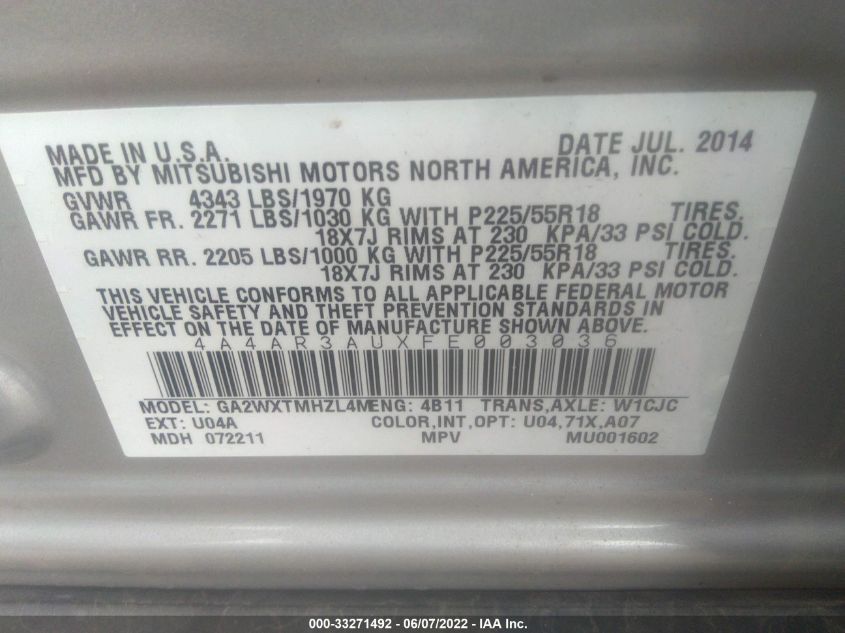 MADE IN U.S.A. DATE JUL. 2014
MFD BY MITSUBISHI MOTORS NORTH AMERICA, INC.
GVWR 4343 LBS/1970 KG
GAWR FR. 2271 LBS/1030 KG WITH P225/55R18 TIRES.
18X7J RIMS AT 230 KPA/33 PSI COLD.
GAWR RR. 2205 LBS/1000 KG WITH P225/55R18 TIRES.
18X7J RIMS AT 230 KPA/33 PSI COLD.
THIS VEHICLE CONFORMS TO ALL APPLICABLE FEDERAL MOTOR
VEHICLE SAFETY AND THEFT PREVENTION STANDARDS IN
EFFECT ON THE DATE OF MANUFACTURE SHOWN ABOVE.
4A4AR3AUXFE003036
MODEL: GA2WXTMHZL4M ENG: 4B11 TRANS,AXLE: W1CJC
EXT: U04A COLOR,INT,OPT: U04,71X,A07
MDH 072211 MPV MU001602
000-33271492 - 06/07/2022 - IAA Inc.